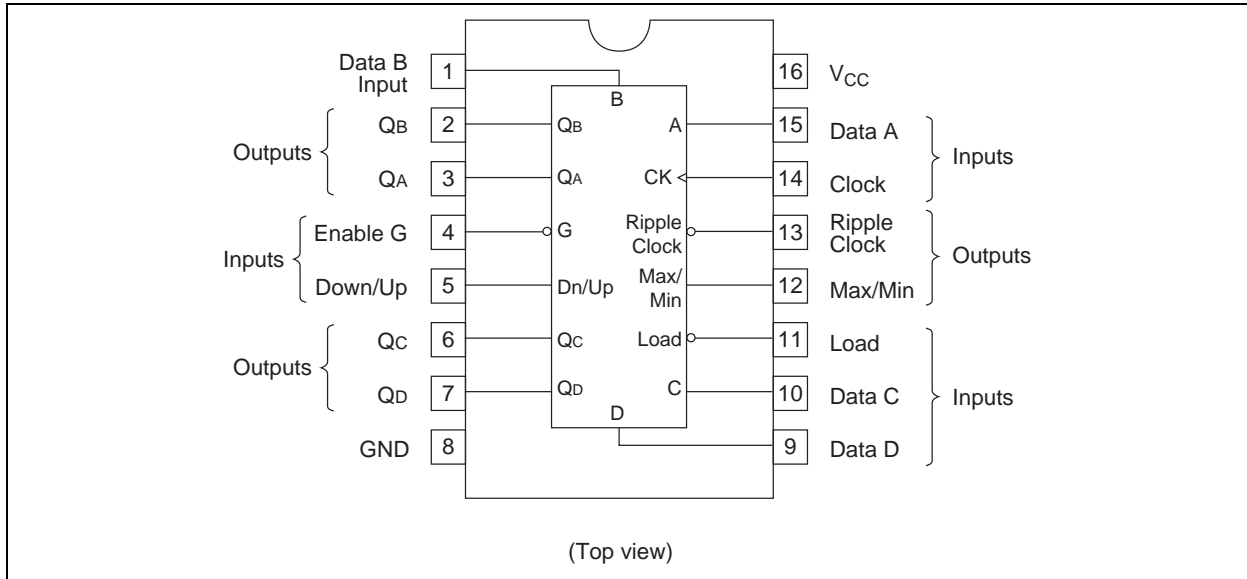 Data B
Input
1
B
16
VCC
Outputs
QB
2
QB
A
15
Data A
Inputs
QA
3
QA
CK
14
Clock
Inputs
Enable G
4
G
Ripple
Clock
13
Ripple
Clock
Outputs
Down/Up
5
Dn/Up
Max/
Min
12
Max/Min
Outputs
QC
6
QC
Load
11
Load
Inputs
QD
7
QD
C
10
Data C
GND
8
D
9
Data D
(Top view)